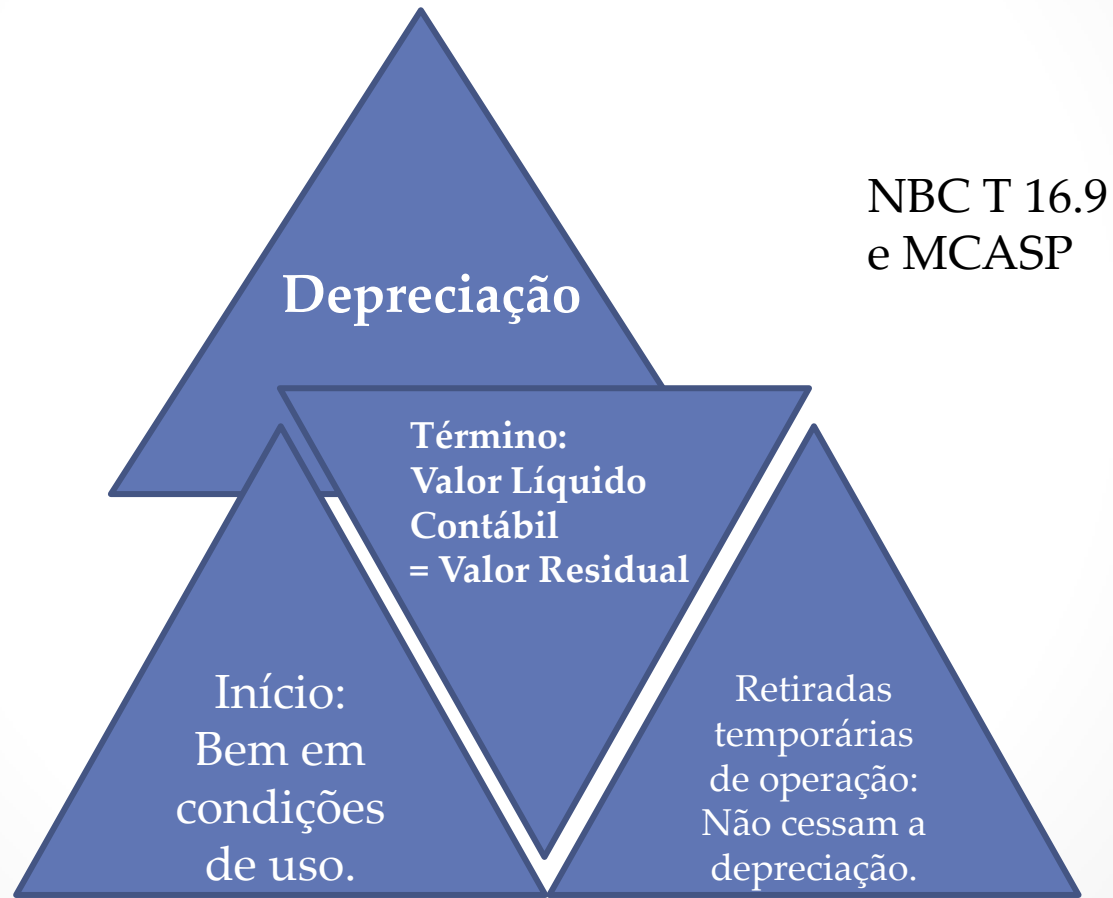 NBC T 16.9
e MCASP
Depreciação
Término:
Valor Líquido
Contábil
= Valor Residual
Início:
Bem em
condições
de uso.
Retiradas
temporárias
de operação:
Não cessam a
depreciação.